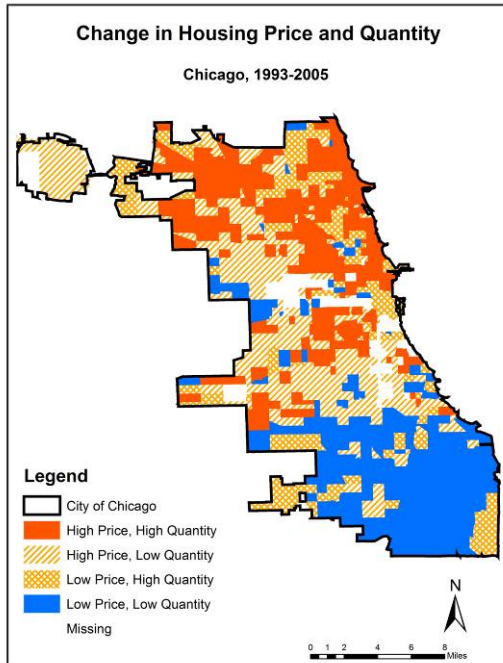 Change in Housing Price and Quantity
Chicago, 1993-2005
Legend
City of Chicago
High Price, High Quantity
High Price, Low Quantity
Low Price, High Quantity
Low Price, Low Quantity
Missing
N
0 1 2 4 6 8
Miles